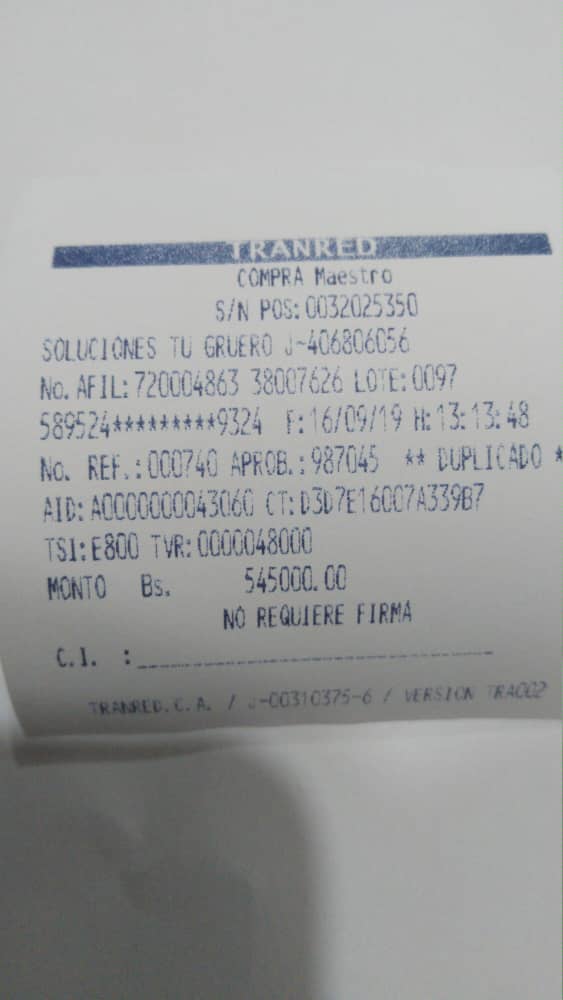 TRANRED
COMPRA Maestro
S/N POS: 0032025350
SOLUCIONES TU GRUERO J-406806056
No. AFIL: 720004863 38007626 LOTE: 0097
589524*********9324 F: 16/09/19 H: 13:13:48
No. REF.: 000740 APROB.: 987045 ** DUPLICADO *
AID: A0000000043060 CT: D3D7E16007A339B7
TSI: E800 TVR: 0000048000
MONTO Bs. 545000.00
NO REQUIERE FIRMA
C.I. :
TRANRED.C.A. / J-00310375-6 / VERSION TRA002